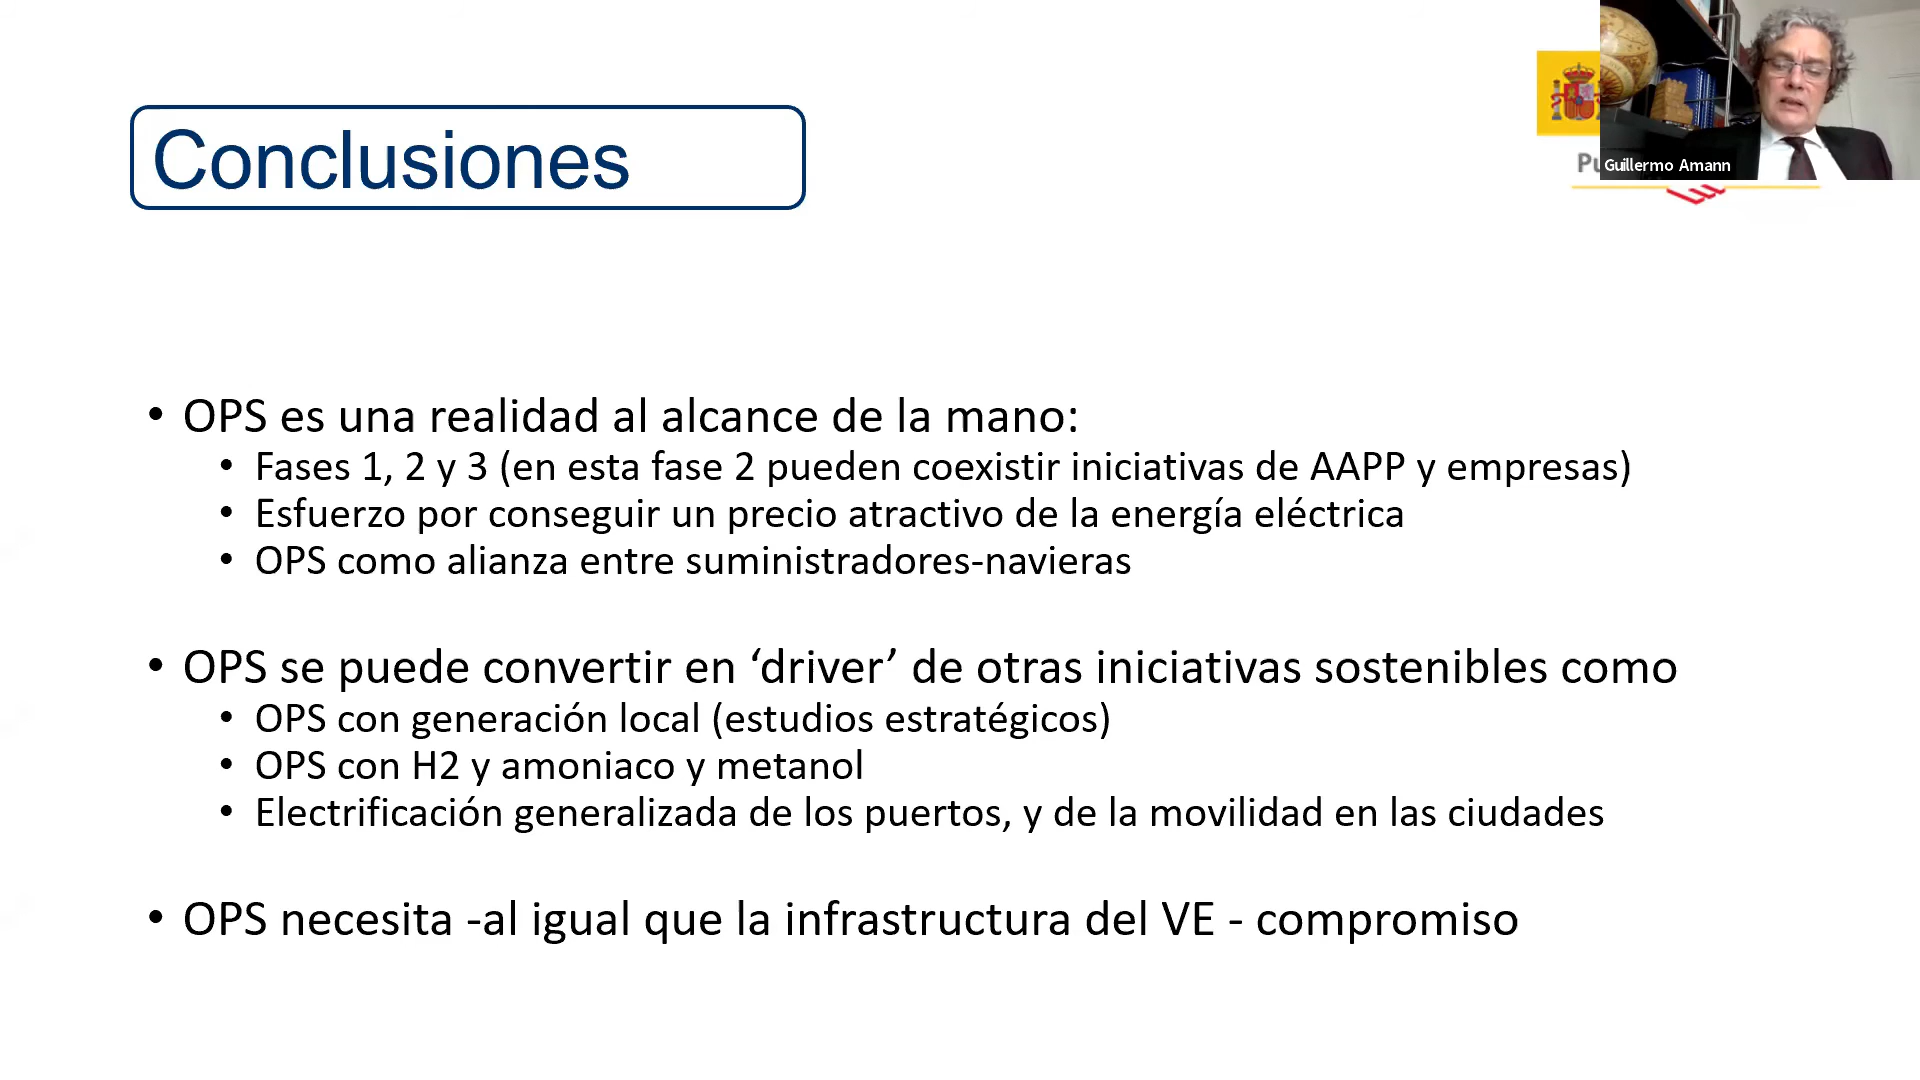 Conclusiones
Guillermo Amann
• OPS es una realidad al alcance de la mano:
• Fases 1, 2 y 3 (en esta fase 2 pueden coexistir iniciativas de AAPP y empresas)
• Esfuerzo por conseguir un precio atractivo de la energía eléctrica
• OPS como alianza entre suministradores-navieras
• OPS se puede convertir en ‘driver’ de otras iniciativas sostenibles como
• OPS con generación local (estudios estratégicos)
• OPS con H2 y amoniaco y metanol
• Electrificación generalizada de los puertos, y de la movilidad en las ciudades
• OPS necesita -al igual que la infrastructura del VE - compromiso